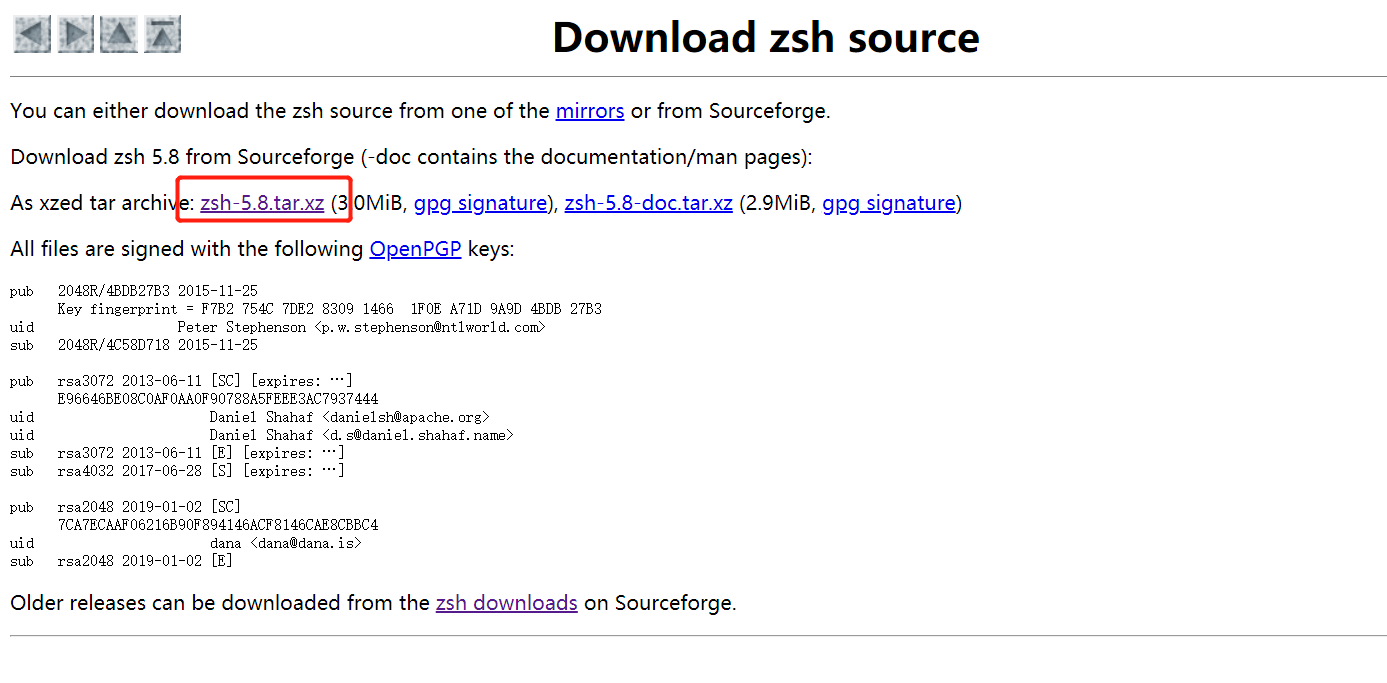 Download zsh source
You can either download the zsh source from one of the mirrors or from Sourceforge.
Download zsh 5.8 from Sourceforge (-doc contains the documentation/man pages):
As xzed tar archive: zsh-5.8.tar.xz (3.0MiB, gpg signature), zsh-5.8-doc.tar.xz (2.9MiB, gpg signature)
All files are signed with the following OpenPGP keys:
pub   2048R/4BDB27B3 2015-11-25
      Key fingerprint = F7B2 754C 7DE2 8309 1466  1F0E A71D 9A9D 4BDB 27B3
uid                  Peter Stephenson <p.w.stephenson@ntlworld.com>
sub   2048R/4C58D718 2015-11-25
pub   rsa3072 2013-06-11 [SC] [expires: …]
      E96646BE08C0AF0AA0F90788A5FEEE3AC7937444
uid                      Daniel Shahaf <danielsh@apache.org>
uid                      Daniel Shahaf <d.s@daniel.shahaf.name>
sub   rsa3072 2013-06-11 [E] [expires: …]
sub   rsa4032 2017-06-28 [S] [expires: …]
pub   rsa2048 2019-01-02 [SC]
      7CA7ECAAF06216B90F894146ACF8146CAE8CBBC4
uid                      dana <dana@dana.is>
sub   rsa2048 2019-01-02 [E]
Older releases can be downloaded from the zsh downloads on Sourceforge.